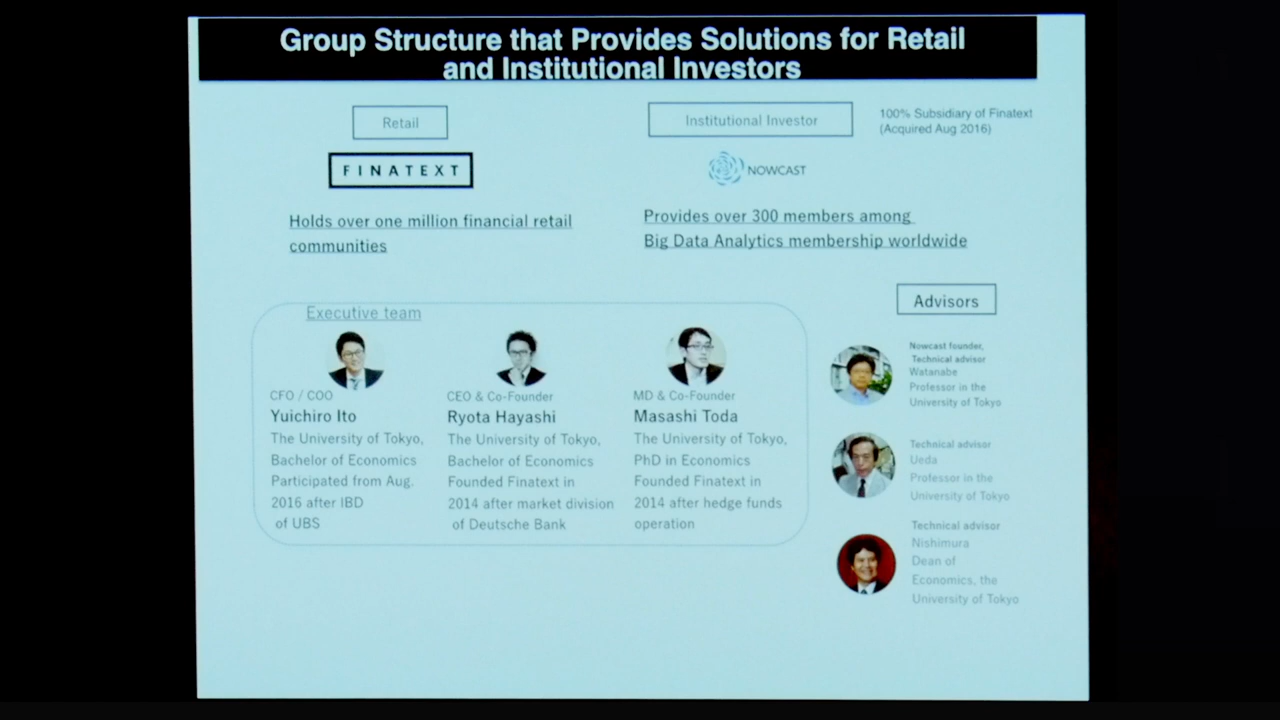 Group Structure that Provides Solutions for Retail
and Institutional Investors
Retail
FINATEXT
Holds over one million financial retail
communities
Institutional Investor
100% Subsidiary of Finatext
(Acquired Aug 2016)
NOWCAST
Provides over 300 members among
Big Data Analytics membership worldwide
Executive team
CFO / COO
Yuichiro Ito
The University of Tokyo,
Bachelor of Economics
Participated from Aug.
2016 after IBD
of UBS
CEO & Co-Founder
Ryota Hayashi
The University of Tokyo,
Bachelor of Economics
Founded Finatext in
2014 after market division
of Deutsche Bank
MD & Co-Founder
Masashi Toda
The University of Tokyo,
PhD in Economics
Founded Finatext in
2014 after hedge funds
operation
Advisors
Nowcast founder,
Technical advisor
Watanabe
Professor in the
University of Tokyo
Technical advisor
Ueda
Professor in the
University of Tokyo
Technical advisor
Nishimura
Dean of
Economics, the
University of Tokyo